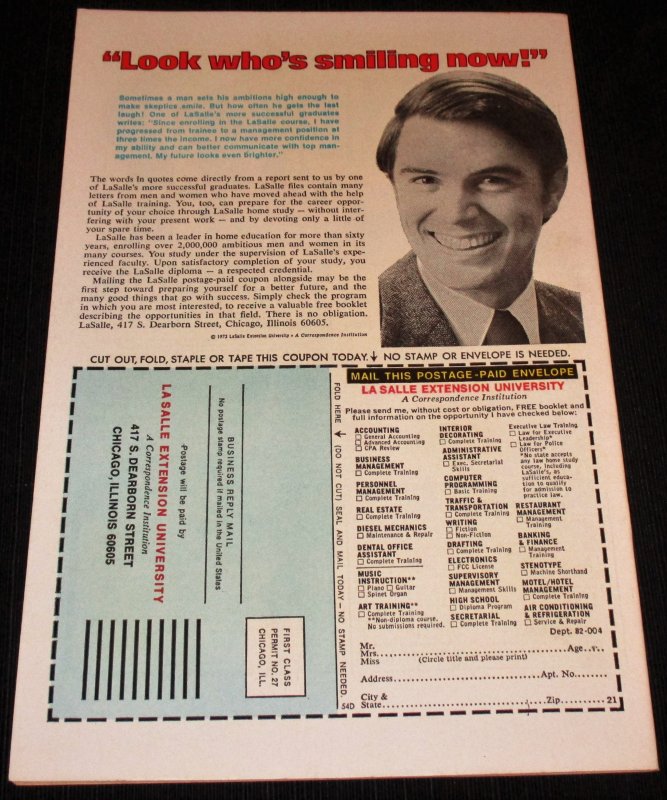 "Look who's smiling now!"
Sometimes a man sets his ambitions high enough to
make skeptics smile. But how often he gets the last
laugh! One of LaSalle's more successful graduates
writes: "Since enrolling in the LaSalle course, I have
progressed from trainee to a management position at
three times the income. I now have more confidence in
my ability and can better communicate with top man-
agement. My future looks even brighter."
The words in quotes come directly from a report sent to us by one
of LaSalle's more successful graduates. LaSalle files contain many
letters from men and women who have moved ahead with the help
of LaSalle training. You, too, can prepare for the career oppor-
tunity of your choice through LaSalle home study — without inter-
fering with your present work — and by devoting only a little of
your spare time.
LaSalle has been a leader in home education for more than sixty
years, enrolling over 2,000,000 ambitious men and women in its
many courses. You study under the supervision of LaSalle's expe-
rienced faculty. Upon satisfactory completion of your study, you
receive the LaSalle diploma — a respected credential.
Mailing the LaSalle postage-paid coupon alongside may be the
first step toward preparing yourself for a better future, and the
many good things that go with success. Simply check the program
in which you are most interested, to receive a valuable free booklet
describing the opportunities in that field. There is no obligation.
LaSalle, 417 S. Dearborn Street, Chicago, Illinois 60605.
© 1973 LaSalle Extension University • A Correspondence Institution
CUT OUT, FOLD, STAPLE OR TAPE THIS COUPON TODAY. ↓ NO STAMP OR ENVELOPE IS NEEDED.
BUSINESS REPLY MAIL
No postage stamp required if mailed in the United States
-Postage will be paid by
LA SALLE EXTENSION UNIVERSITY
A Correspondence Institution
417 S. DEARBORN STREET
CHICAGO, ILLINOIS 60605
FIRST CLASS
PERMIT NO. 27
CHICAGO, ILL.
FOLD HERE → (DO NOT CUT) SEAL AND MAIL TODAY – NO STAMP NEEDED.
54D
MAIL THIS POSTAGE-PAID ENVELOPE
LA SALLE EXTENSION UNIVERSITY
A Correspondence Institution
Please send me, without cost or obligation, FREE booklet and
full information on the opportunity I have checked below:
ACCOUNTING
General Accounting
Advanced Accounting
CPA Review
BUSINESS
MANAGEMENT
Complete Training
PERSONNEL
MANAGEMENT
Complete Training
REAL ESTATE
Complete Training
DIESEL MECHANICS
Maintenance & Repair
DENTAL OFFICE
ASSISTANT
Complete Training
MUSIC
INSTRUCTION**
Piano Guitar
Spinet Organ
ART TRAINING**
Complete Training
**Non-diploma course.
No submissions required.
INTERIOR
DECORATING
Complete Training
ADMINISTRATIVE
ASSISTANT
Exec. Secretarial
Skills
COMPUTER
PROGRAMMING
Basic Training
TRAFFIC &
TRANSPORTATION
Complete Training
WRITING
Fiction
Non-Fiction
DRAFTING
Complete Training
ELECTRONICS
FCC License
SUPERVISORY
MANAGEMENT
Management Skills
HIGH SCHOOL
Diploma Program
SECRETARIAL
Complete Training
Executive Law Training
Law for Executive
Leadership*
Law for Police
Officers*
*No state accepts
any law home study
course, including
LaSalle's, as
sufficient educa-
tion to qualify
for admission to
practice law.
RESTAURANT
MANAGEMENT
Management
Training
BANKING
& FINANCE
Management
Training
STENOTYPE
Machine Shorthand
MOTEL/HOTEL
MANAGEMENT
Complete Training
AIR CONDITIONING
& REFRIGERATION
Service & Repair
Dept. 82-004
Mr.
Mrs. Age
Miss (Circle title and please print)
Address Apt. No.
City &
State Zip 21